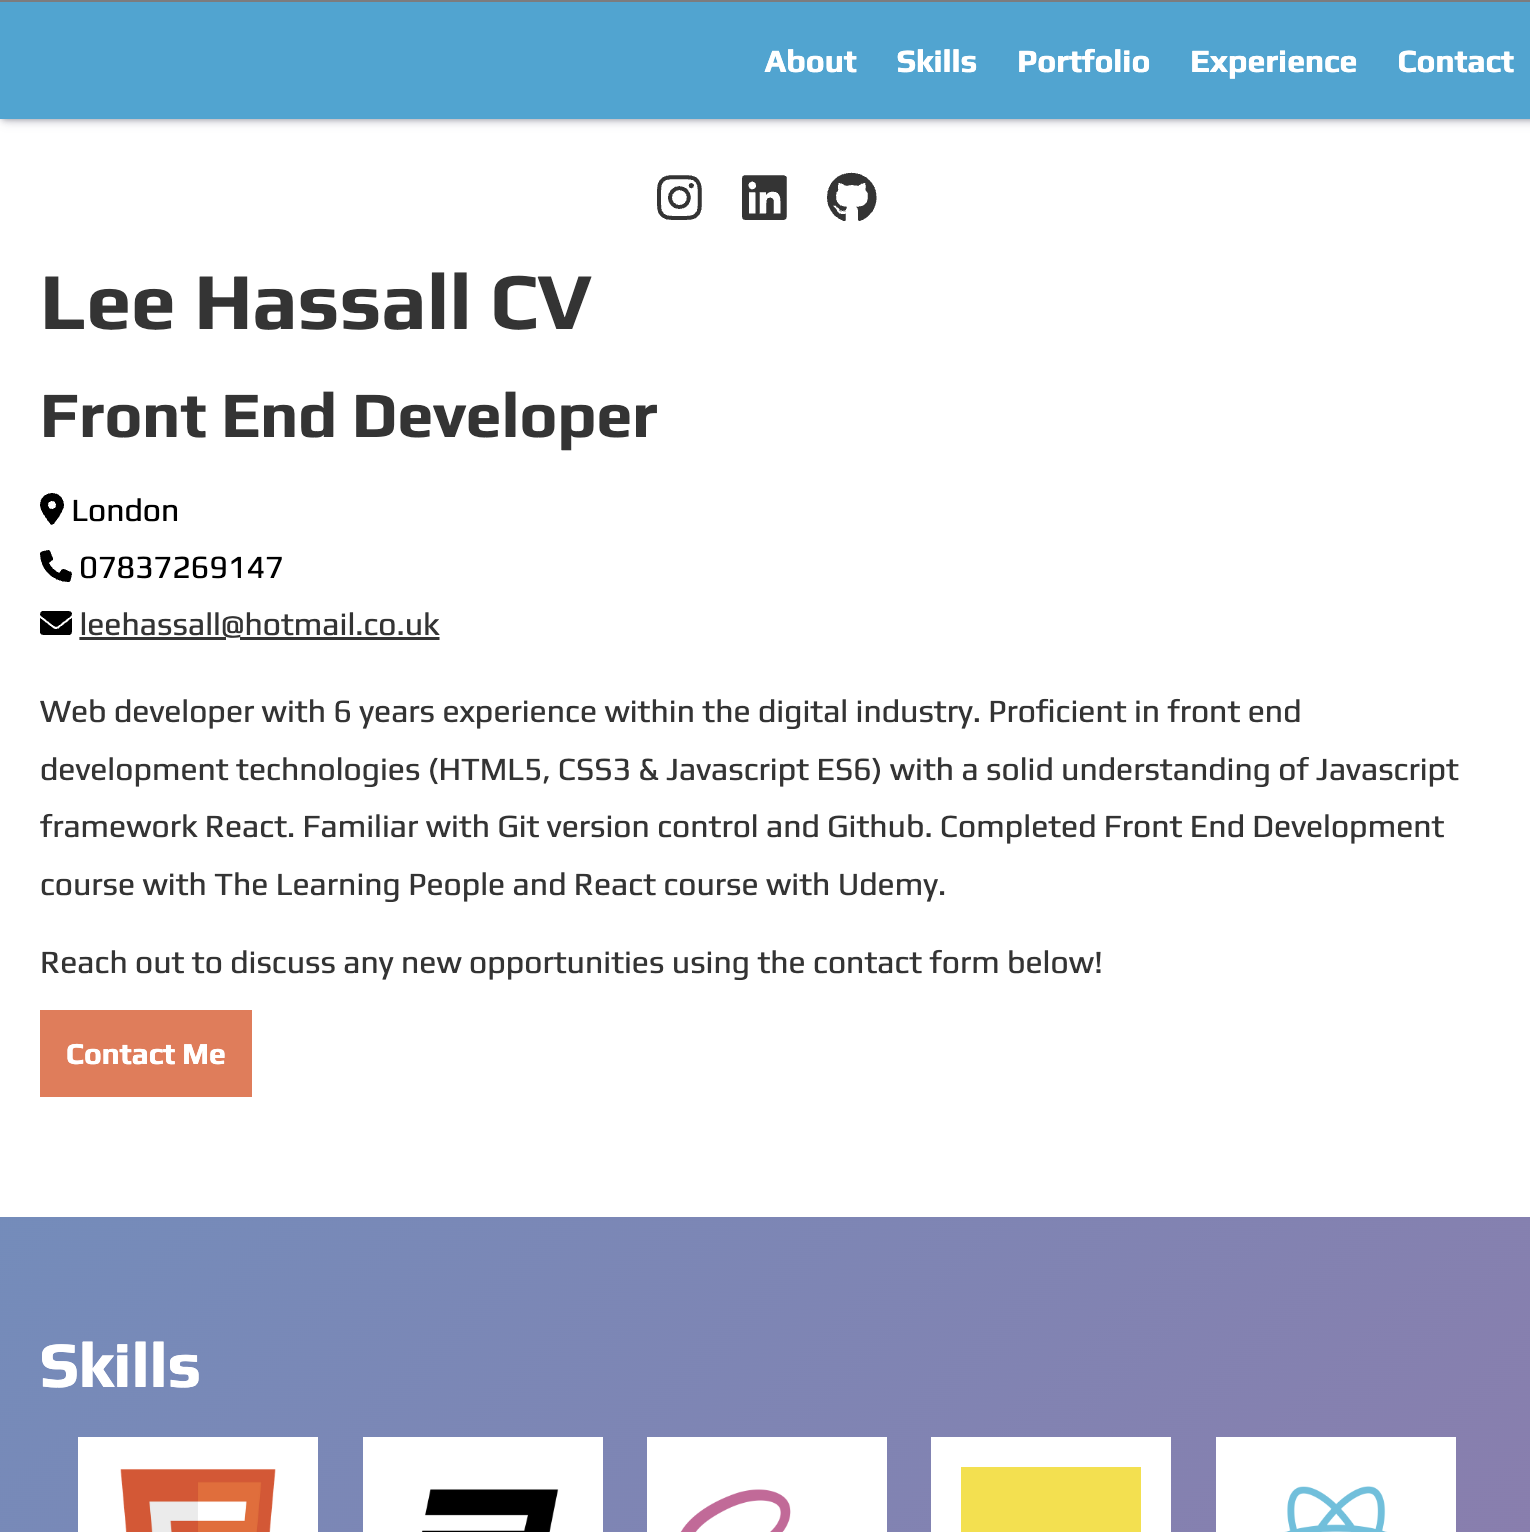 About Skills Portfolio Experience Contact
Lee Hassall CV
Front End Developer
London
07837269147
leehassall@hotmail.co.uk
Web developer with 6 years experience within the digital industry. Proficient in front end
development technologies (HTML5, CSS3 & Javascript ES6) with a solid understanding of Javascript
framework React. Familiar with Git version control and Github. Completed Front End Development
course with The Learning People and React course with Udemy.
Reach out to discuss any new opportunities using the contact form below!
Contact Me
Skills